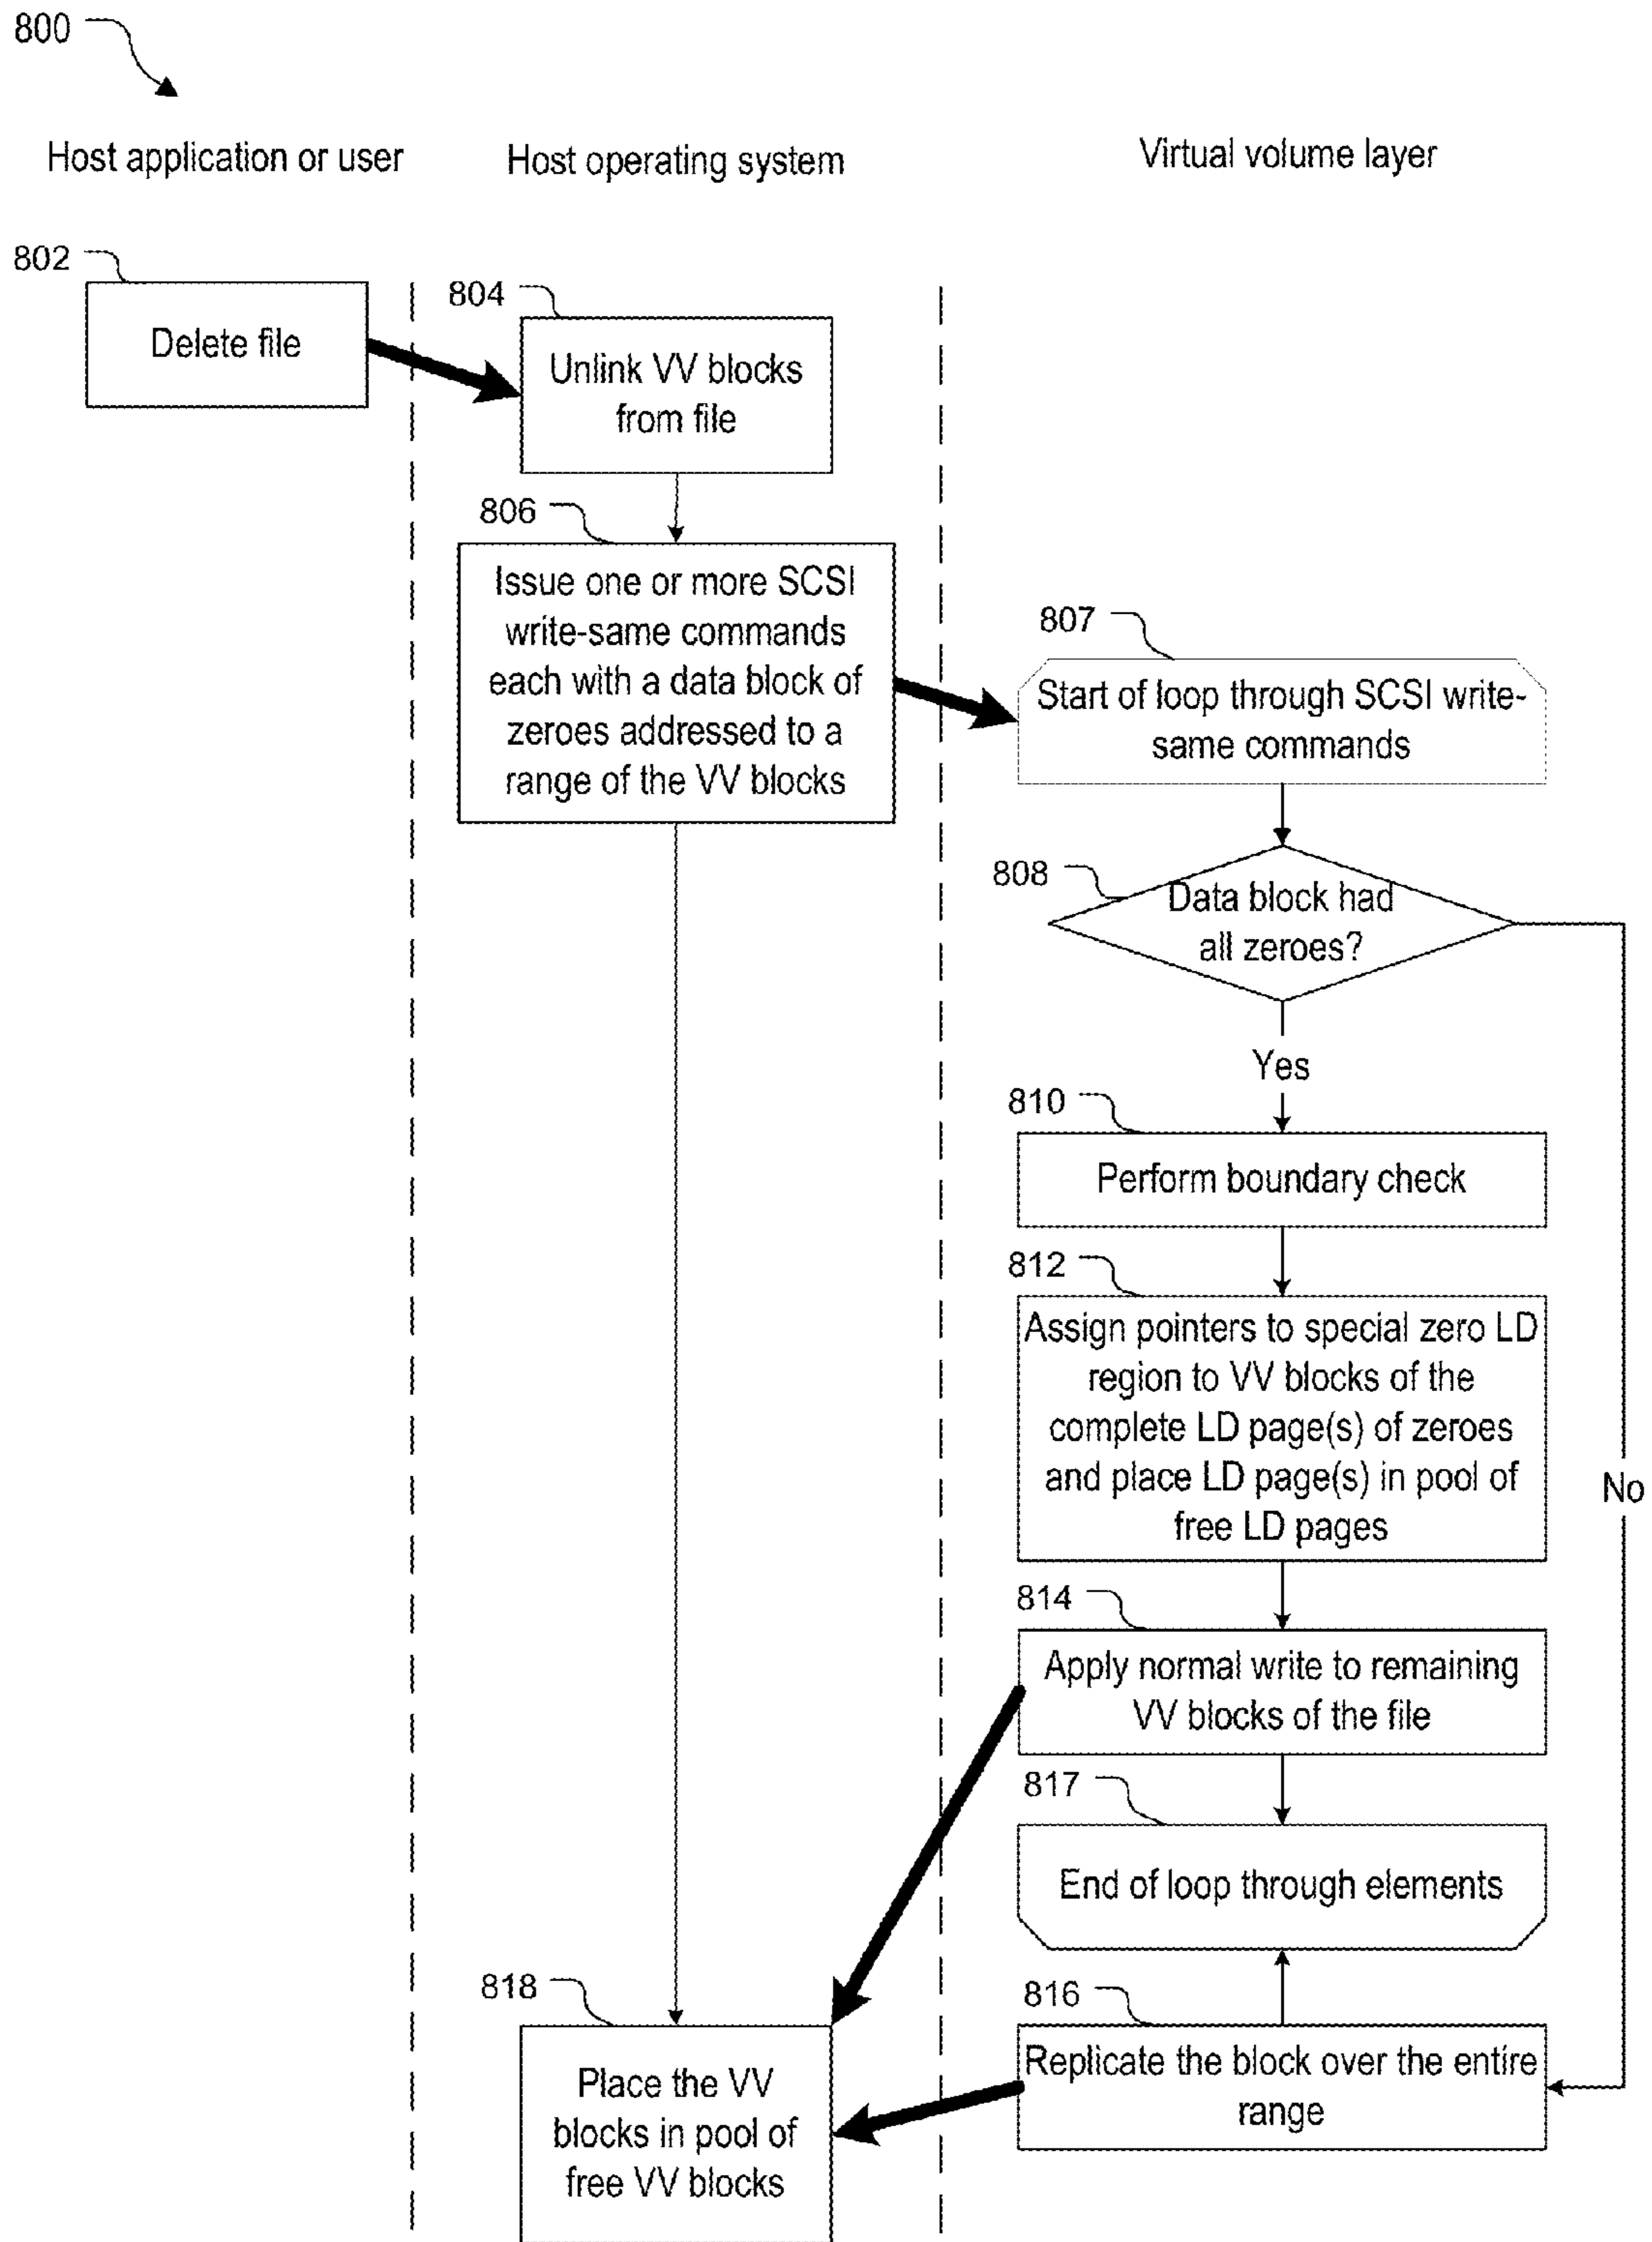 800
Host application or user
Host operating system
Virtual volume layer
802
Delete file
804
Unlink VV blocks
from file
806
Issue one or more SCSI
write-same commands
each with a data block of
zeroes addressed to a
range of the VV blocks
807
Start of loop through SCSI write-
same commands
808
Data block had
all zeroes?
Yes
No
810
Perform boundary check
812
Assign pointers to special zero LD
region to VV blocks of the
complete LD page(s) of zeroes
and place LD page(s) in pool of
free LD pages
814
Apply normal write to remaining
VV blocks of the file
817
End of loop through elements
816
Replicate the block over the entire
range
818
Place the VV
blocks in pool of
free VV blocks